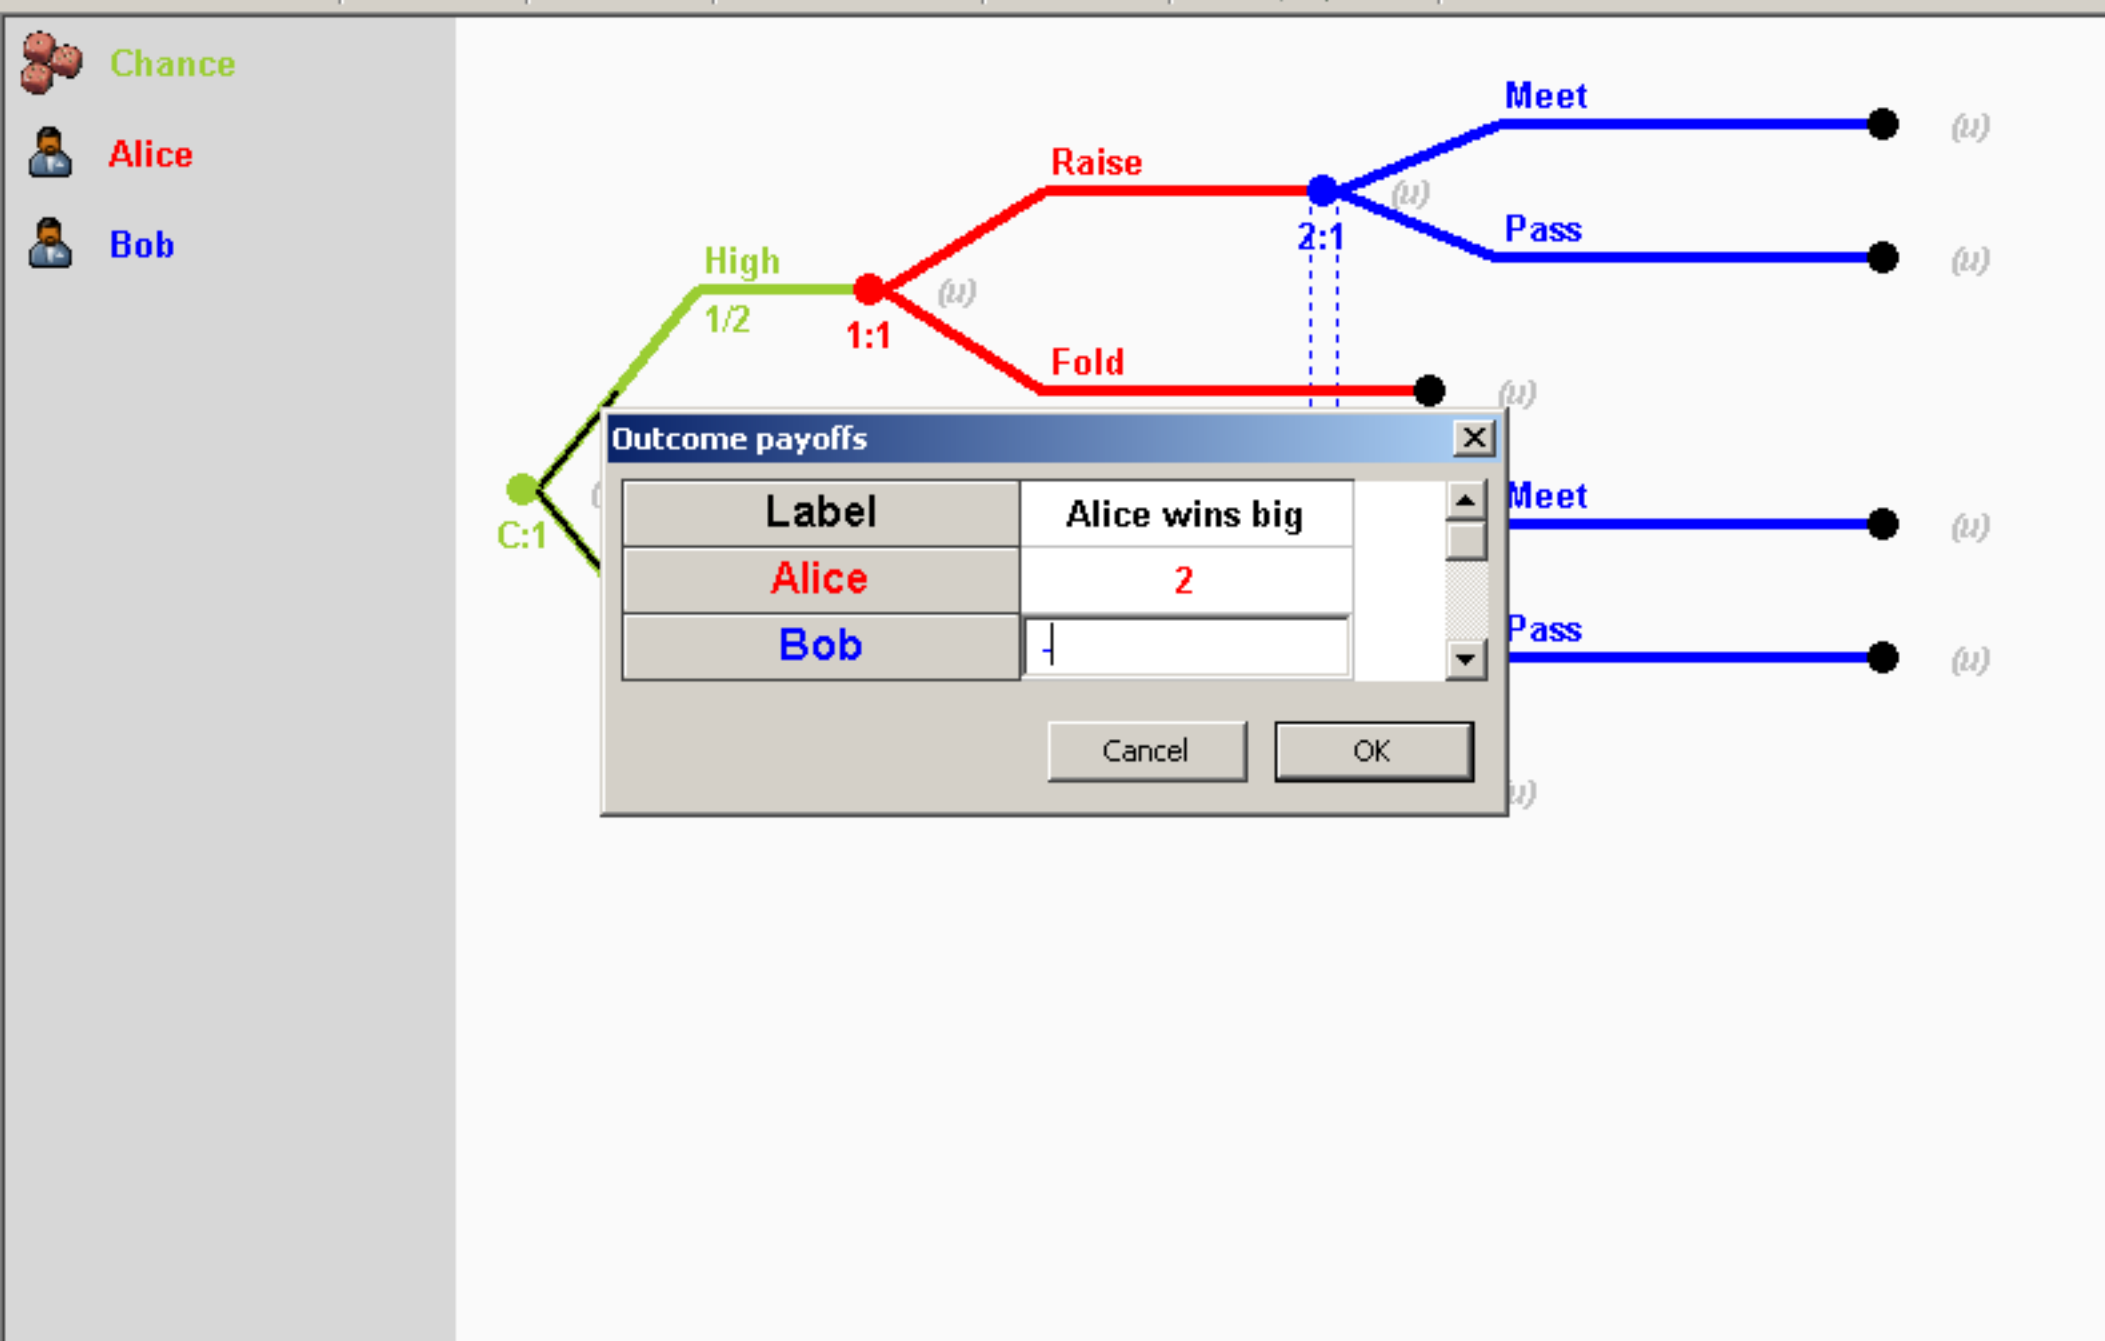 Chance
Alice
Bob
Meet
(u)
Raise
(u)
2:1
Pass
(u)
High
1/2
(u)
1:1
Fold
(u)
C:1
Outcome payoffs
Label Alice wins big
Alice 2
Bob -
Cancel OK
Meet
(u)
Pass
(u)
u)